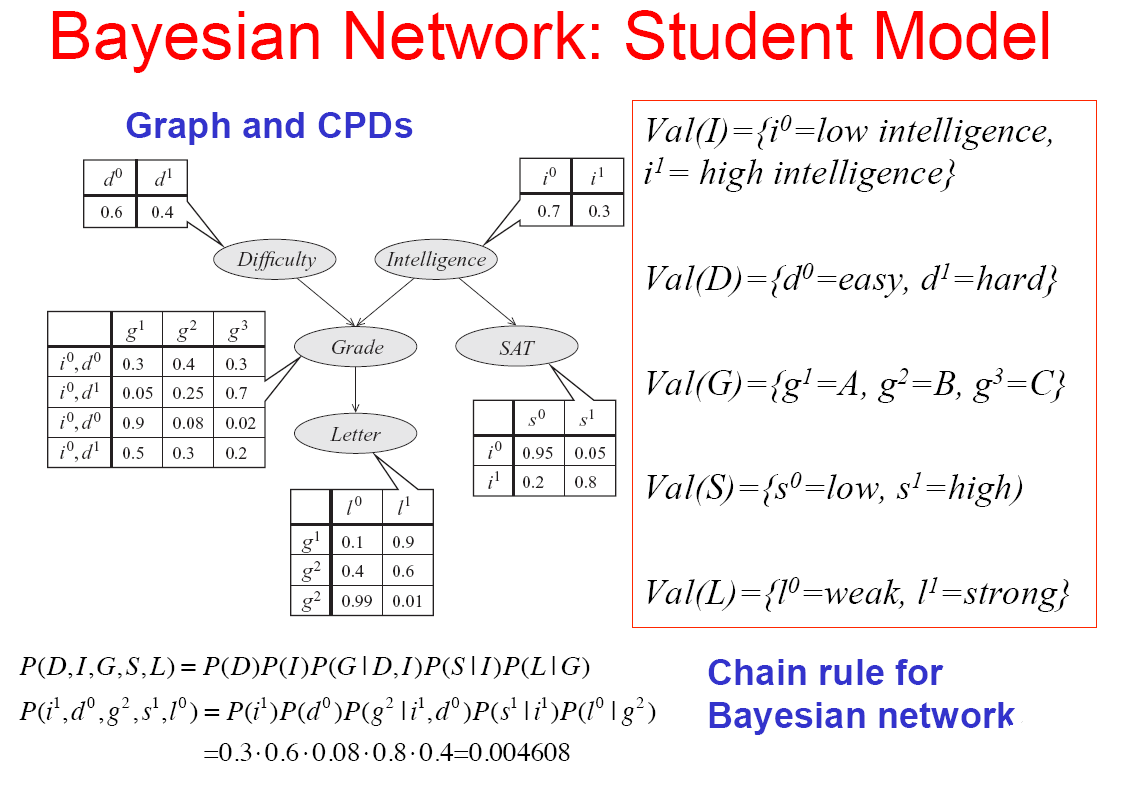 Bayesian Network: Student Model
Graph and CPDs
d⁰ d¹
0.6 0.4
i⁰ i¹
0.7 0.3
Difficulty
Intelligence
g¹ g² g³
i⁰,d⁰ 0.3 0.4 0.3
i⁰,d¹ 0.05 0.25 0.7
i⁰,d⁰ 0.9 0.08 0.02
i⁰,d¹ 0.5 0.3 0.2
Grade
SAT
Letter
s⁰ s¹
i⁰ 0.95 0.05
i¹ 0.2 0.8
l⁰ l¹
g¹ 0.1 0.9
g² 0.4 0.6
g² 0.99 0.01
Val(I)={i⁰=low intelligence,
i¹= high intelligence}
Val(D)={d⁰=easy, d¹=hard}
Val(G)={g¹=A, g²=B, g³=C}
Val(S)={s⁰=low, s¹=high)
Val(L)={l⁰=weak, l¹=strong}
P(D,I,G,S,L) = P(D)P(I)P(G|D,I)P(S|I)P(L|G)
P(i¹,d⁰,g²,s¹,l⁰) = P(i¹)P(d⁰)P(g²|i¹,d⁰)P(s¹|i¹)P(l⁰|g²)
=0.3·0.6·0.08·0.8·0.4=0.004608
Chain rule for
Bayesian network